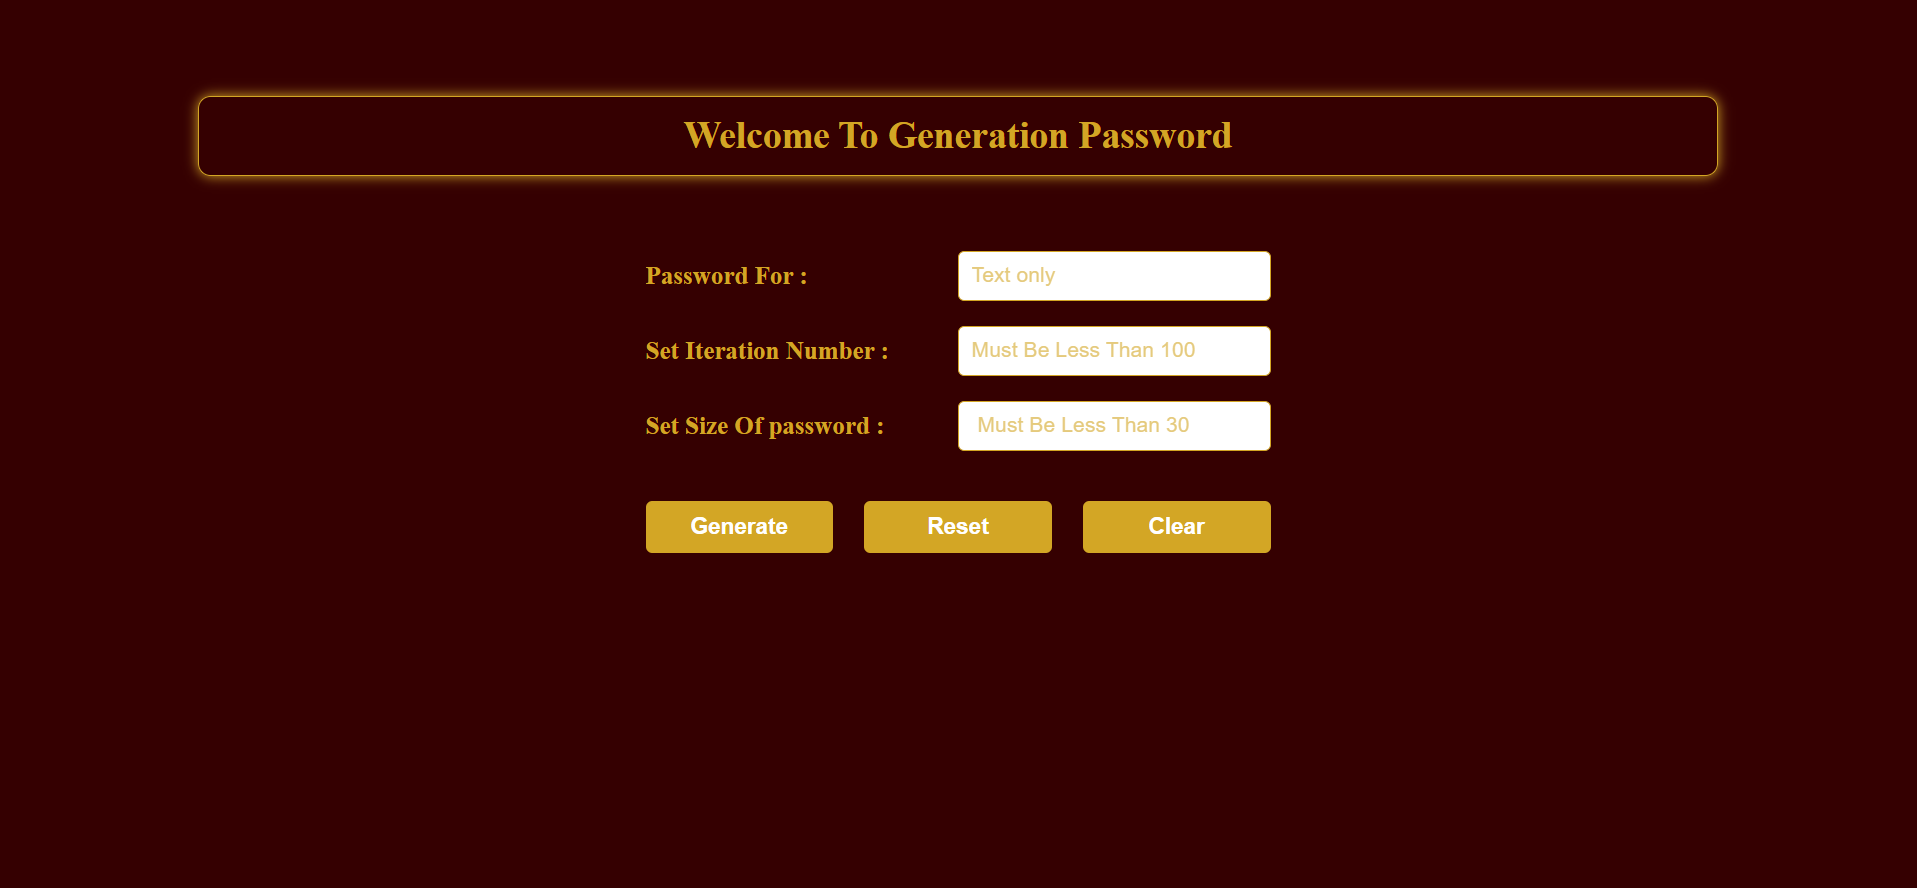 Welcome To Generation Password
Password For :
Text only
Set Iteration Number :
Must Be Less Than 100
Set Size Of password :
Must Be Less Than 30
Generate
Reset
Clear